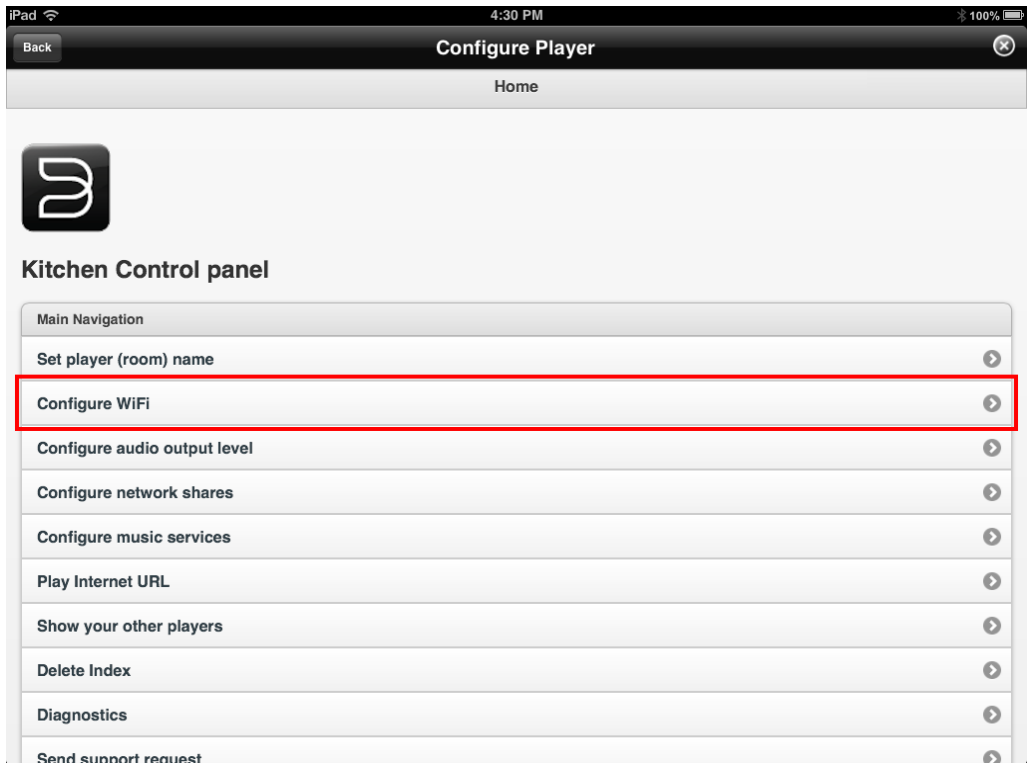 iPad 4:30 PM 100%
Back Configure Player
Home
Kitchen Control panel
Main Navigation
Set player (room) name
Configure WiFi
Configure audio output level
Configure network shares
Configure music services
Play Internet URL
Show your other players
Delete Index
Diagnostics
Send support request